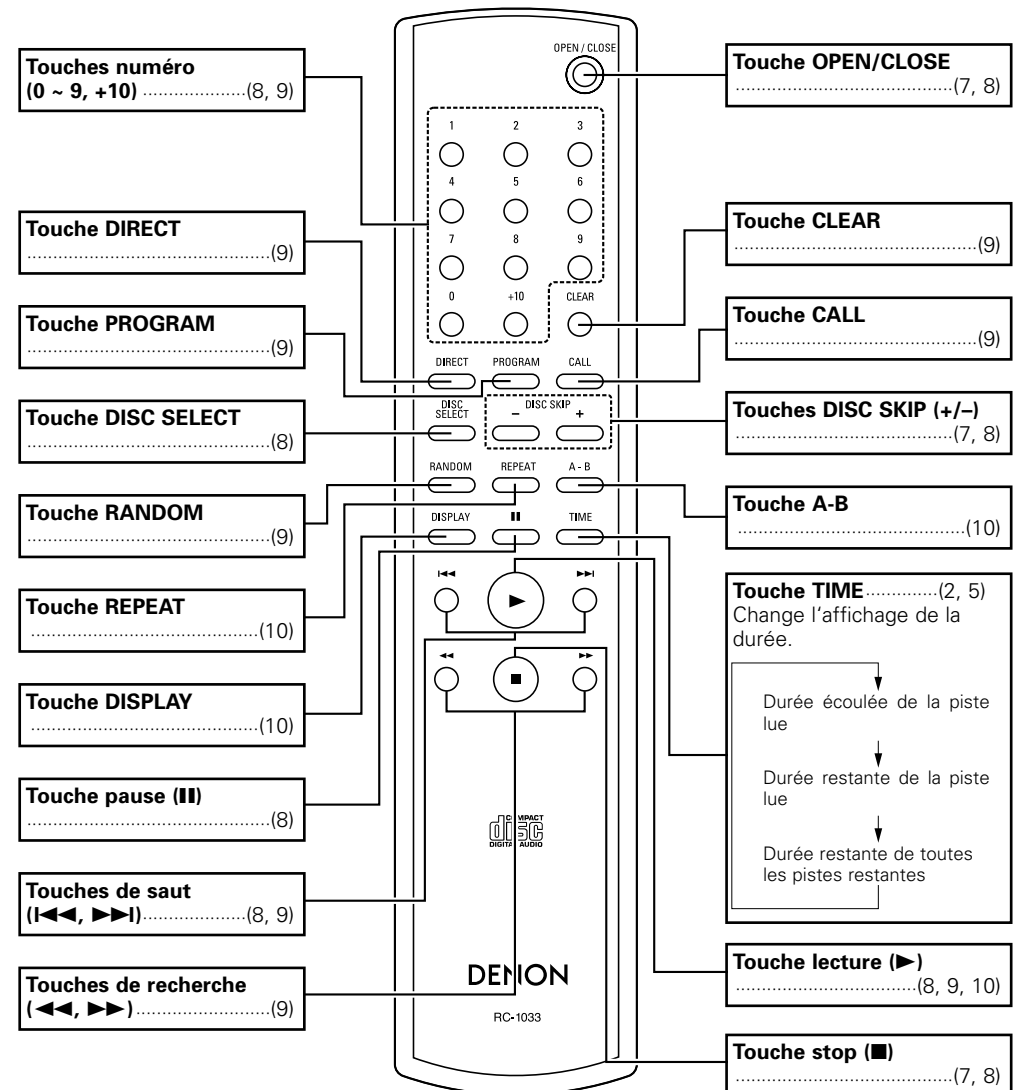 Touches numéro
(0 ~ 9, +10) .....................(8, 9)
Touche DIRECT
.................................................(9)
Touche PROGRAM
.................................................(9)
Touche DISC SELECT
.................................................(8)
Touche RANDOM
.................................................(9)
Touche REPEAT
..............................................(10)
Touche DISPLAY
..............................................(10)
Touche pause (▮▮)
.................................................(8)
Touches de saut
(I◀◀, ▶▶I).....................(8, 9)
Touches de recherche
(◀◀, ▶▶)...........................(9)
OPEN / CLOSE
1 2 3
4 5 6
7 8 9
0 +10 CLEAR
DIRECT PROGRAM CALL
DISC
SELECT
– DISC SKIP +
RANDOM REPEAT A - B
DISPLAY ▮▮ TIME
I◀◀ ▶ ▶▶I
◀◀ ■ ▶▶
COMPACT
disc
DIGITAL AUDIO
DENON
RC-1033
Touche OPEN/CLOSE
............................................(7, 8)
Touche CLEAR
.................................................(9)
Touche CALL
.................................................(9)
Touches DISC SKIP (+/–)
............................................(7, 8)
Touche A-B
..............................................(10)
Touche TIME..............(2, 5)
Change l'affichage de la
durée.
Durée écoulée de la piste
lue
Durée restante de la piste
lue
Durée restante de toutes
les pistes restantes
Touche lecture (▶)
....................................(8, 9, 10)
Touche stop (■)
............................................(7, 8)